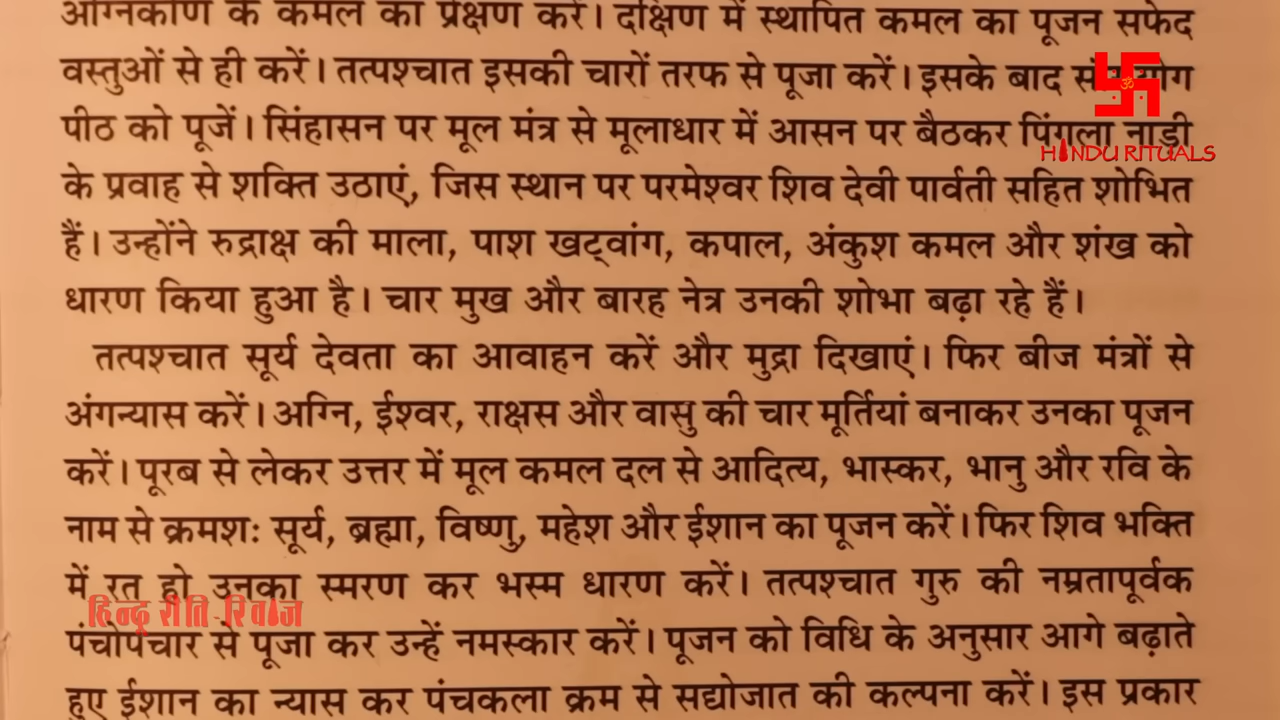 अग्निकोण के कमल का प्रेक्षण करें। दक्षिण में स्थापित कमल का पूजन सफेद
वस्तुओं से ही करें। तत्पश्चात इसकी चारों तरफ से पूजा करें। इसके बाद
पीठ को पूजें। सिंहासन पर मूल मंत्र से मूलाधार में आसन पर बैठकर पिंगला नाड़ी
HINDU RITUALS
के प्रवाह से शक्ति उठाएं, जिस स्थान पर परमेश्वर शिव देवी पार्वती सहित शोभित
हैं। उन्होंने रुद्राक्ष की माला, पाश खट्वांग, कपाल, अंकुश कमल और शंख को
धारण किया हुआ है। चार मुख और बारह नेत्र उनकी शोभा बढ़ा रहे हैं।
तत्पश्चात सूर्य देवता का आवाहन करें और मुद्रा दिखाएं। फिर बीज मंत्रों से
अंगन्यास करें। अग्नि, ईश्वर, राक्षस और वासु की चार मूर्तियां बनाकर उनका पूजन
करें। पूरब से लेकर उत्तर में मूल कमल दल से आदित्य, भास्कर, भानु और रवि के
नाम से क्रमशः सूर्य, ब्रह्मा, विष्णु, महेश और ईशान का पूजन करें। फिर शिव भक्ति
में रत हो उनका स्मरण कर भस्म धारण करें। तत्पश्चात गुरु की नम्रतापूर्वक
हिन्दू रीति रिवाज
पंचोपचार से पूजा कर उन्हें नमस्कार करें। पूजन को विधि के अनुसार आगे बढ़ाते
हुए ईशान का न्यास कर पंचकला क्रम से सद्योजात की कल्पना करें। इस प्रकार